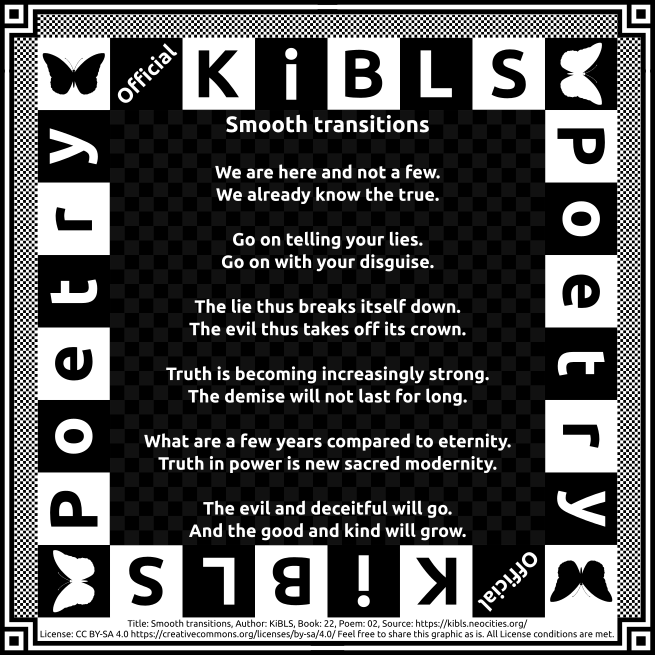 Official KiBLS
Poetry
Poetry
Smooth transitions
We are here and not a few.
We already know the true.
Go on telling your lies.
Go on with your disguise.
The lie thus breaks itself down.
The evil thus takes off its crown.
Truth is becoming increasingly strong.
The demise will not last for long.
What are a few years compared to eternity.
Truth in power is new sacred modernity.
The evil and deceitful will go.
And the good and kind will grow.
Official KiBLS
Title: Smooth transitions, Author: KiBLS, Book: 22, Poem: 02, Source: https://kibls.neocities.org/
License: CC BY-SA 4.0 https://creativecommons.org/licenses/by-sa/4.0/ Feel free to share this graphic as is. All License conditions are met.